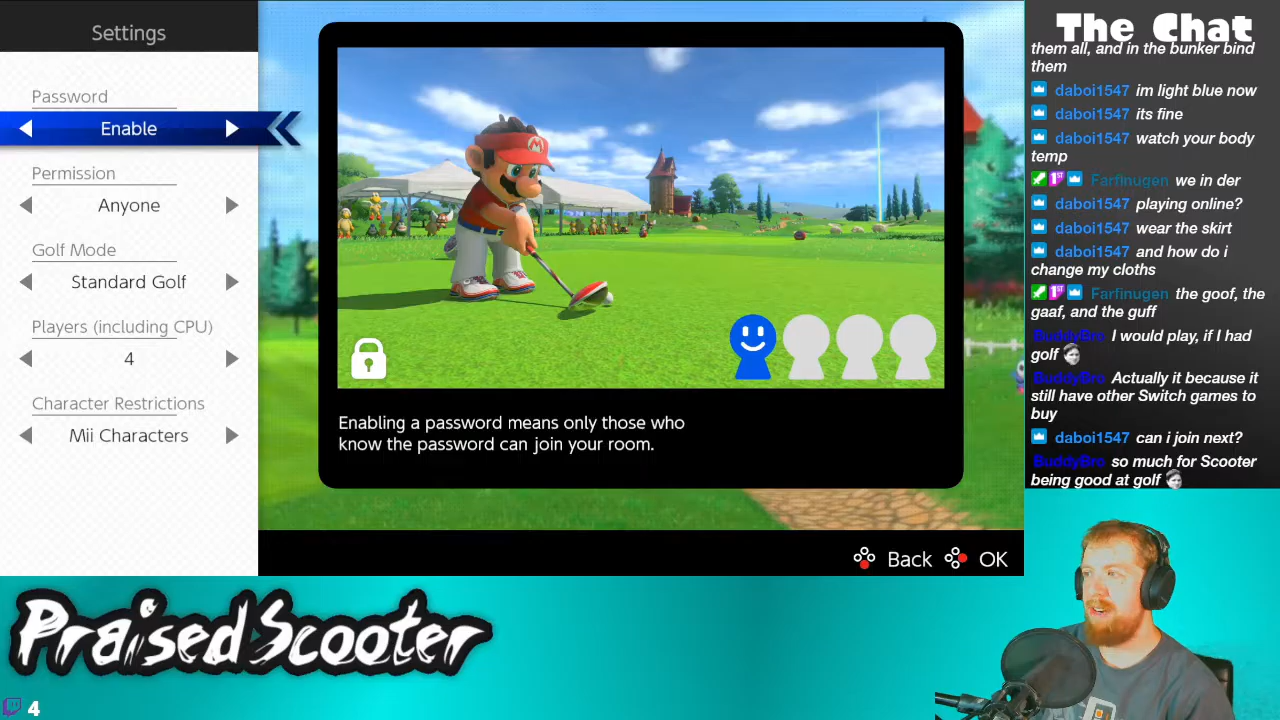 Settings
Password
Enable
Permission
Anyone
Golf Mode
Standard Golf
Players (including CPU)
4
Character Restrictions
Mii Characters
M
Enabling a password means only those who
know the password can join your room.
Back OK
The Chat
them all, and in the bunker bind
them
daboi1547 im light blue now
daboi1547 its fine
daboi1547 watch your body
temp
1ST Farfinugen we in der
daboi1547 playing online?
daboi1547 wear the skirt
daboi1547 and how do i
change my cloths
1ST Farfinugen the goof, the
gaaf, and the guff
BuddyBro I would play, if I had
golf
BuddyBro Actually it because it
still have other Switch games to
buy
daboi1547 can i join next?
BuddyBro so much for Scooter
being good at golf
PraisedScooter
4